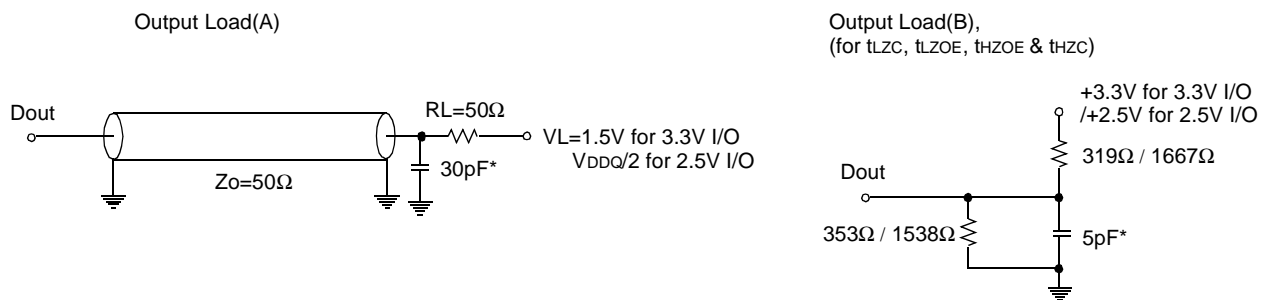 Output Load(A)
Dout
Zo=50Ω
RL=50Ω
30pF*
VL=1.5V for 3.3V I/O
VDDQ/2 for 2.5V I/O
Output Load(B),
(for tLZC, tLZOE, tHZOE & tHZC)
+3.3V for 3.3V I/O
/+2.5V for 2.5V I/O
319Ω / 1667Ω
Dout
353Ω / 1538Ω
5pF*